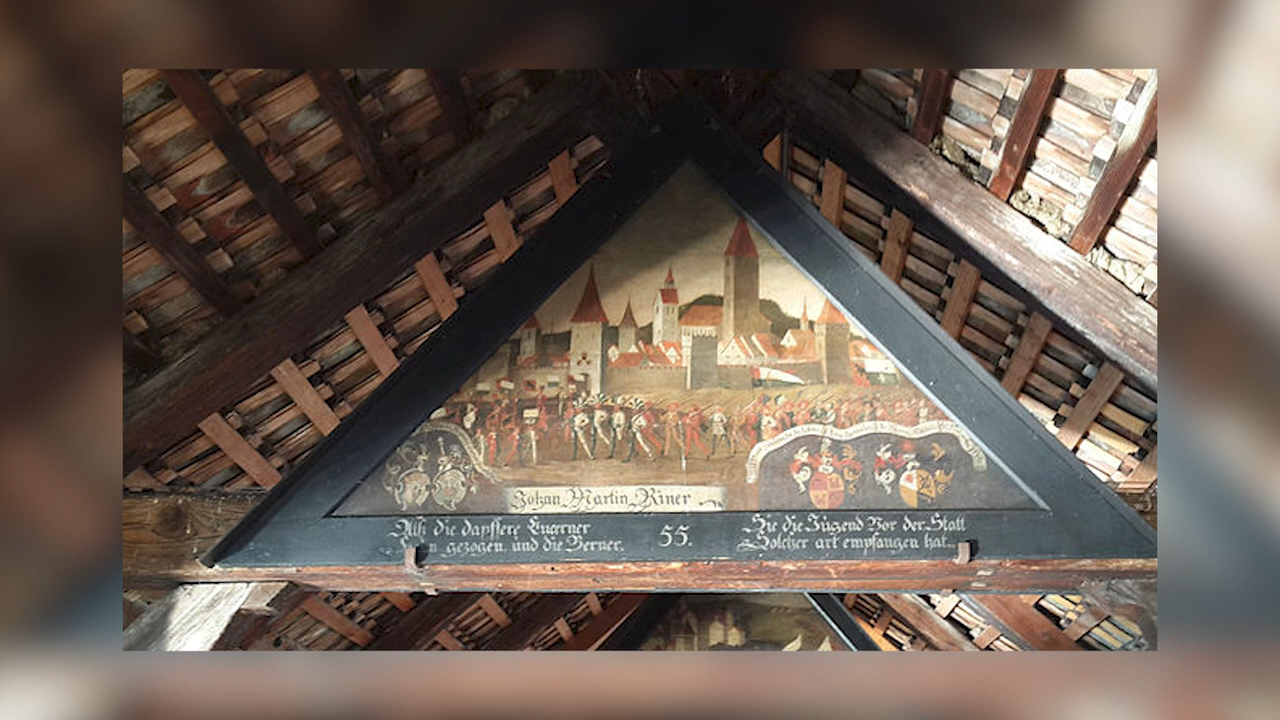 Johan Martin Riner
Alß die dapffere Lucerner
gezogen und die Berner.
55.
Sie die Jügend Vor der Statt
Solcher art empfangen hat.